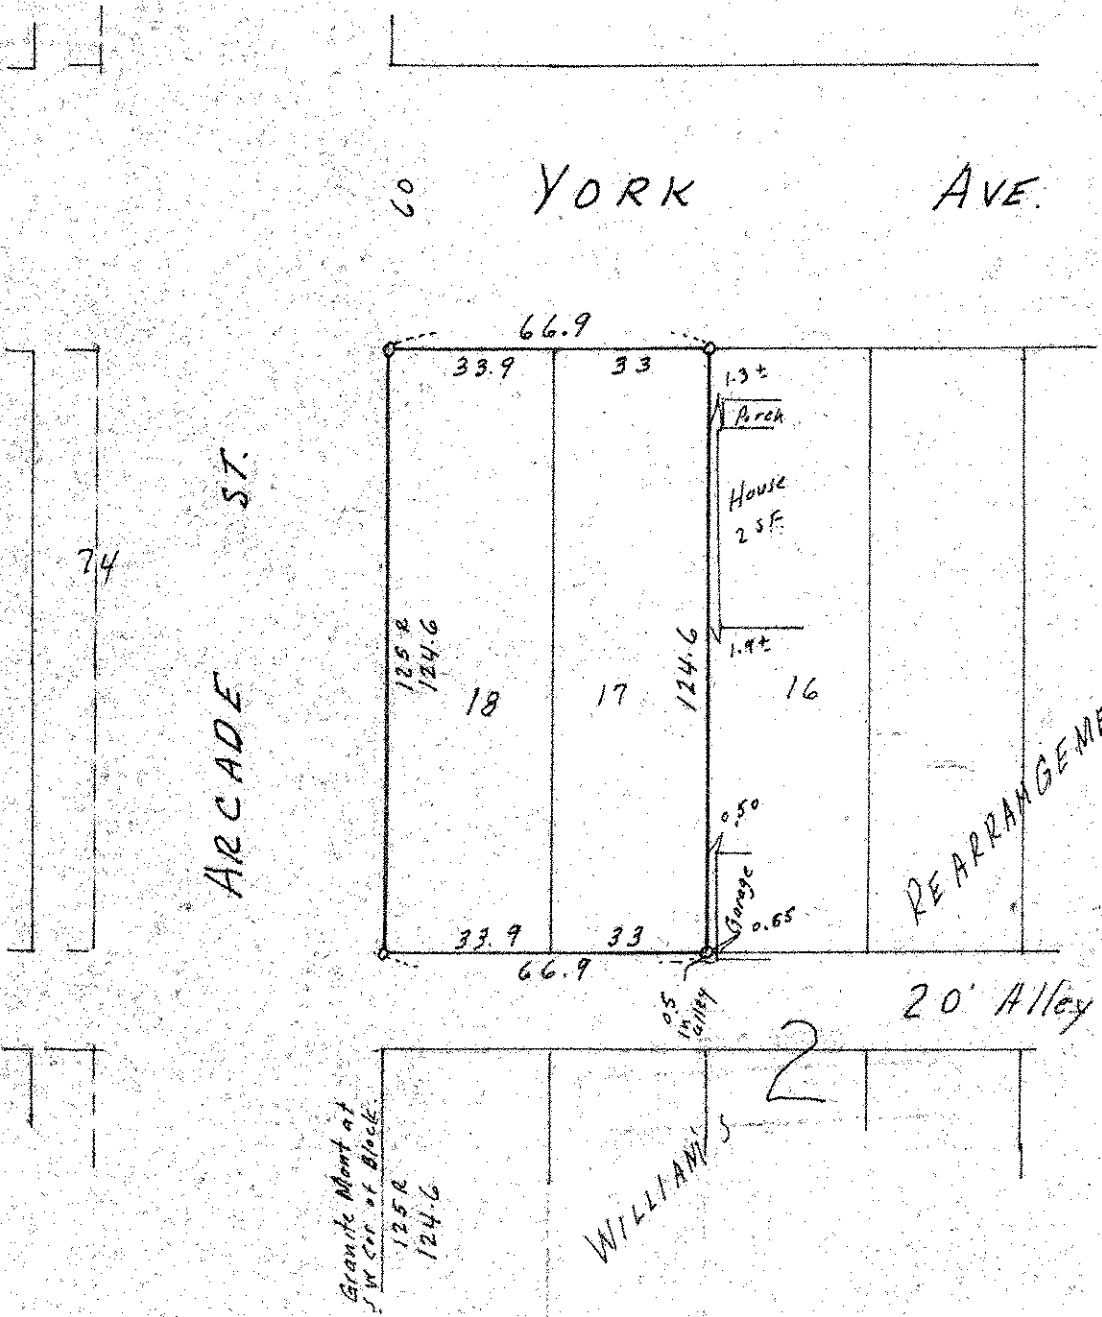 60
YORK AVE.
66.9
33.9
33
1.3±
Porch
House
2 SF
1.9±
ARCADE ST.
74
125 R
124.6
18
17
124.6
16
0.50
Garage
0.65
33.9
33
66.9
0.5
in
alley
20' Alley
2
REARRANGEME
WILLIAM'S
Granite Mont at
S W cor of Block
125 R
124.6